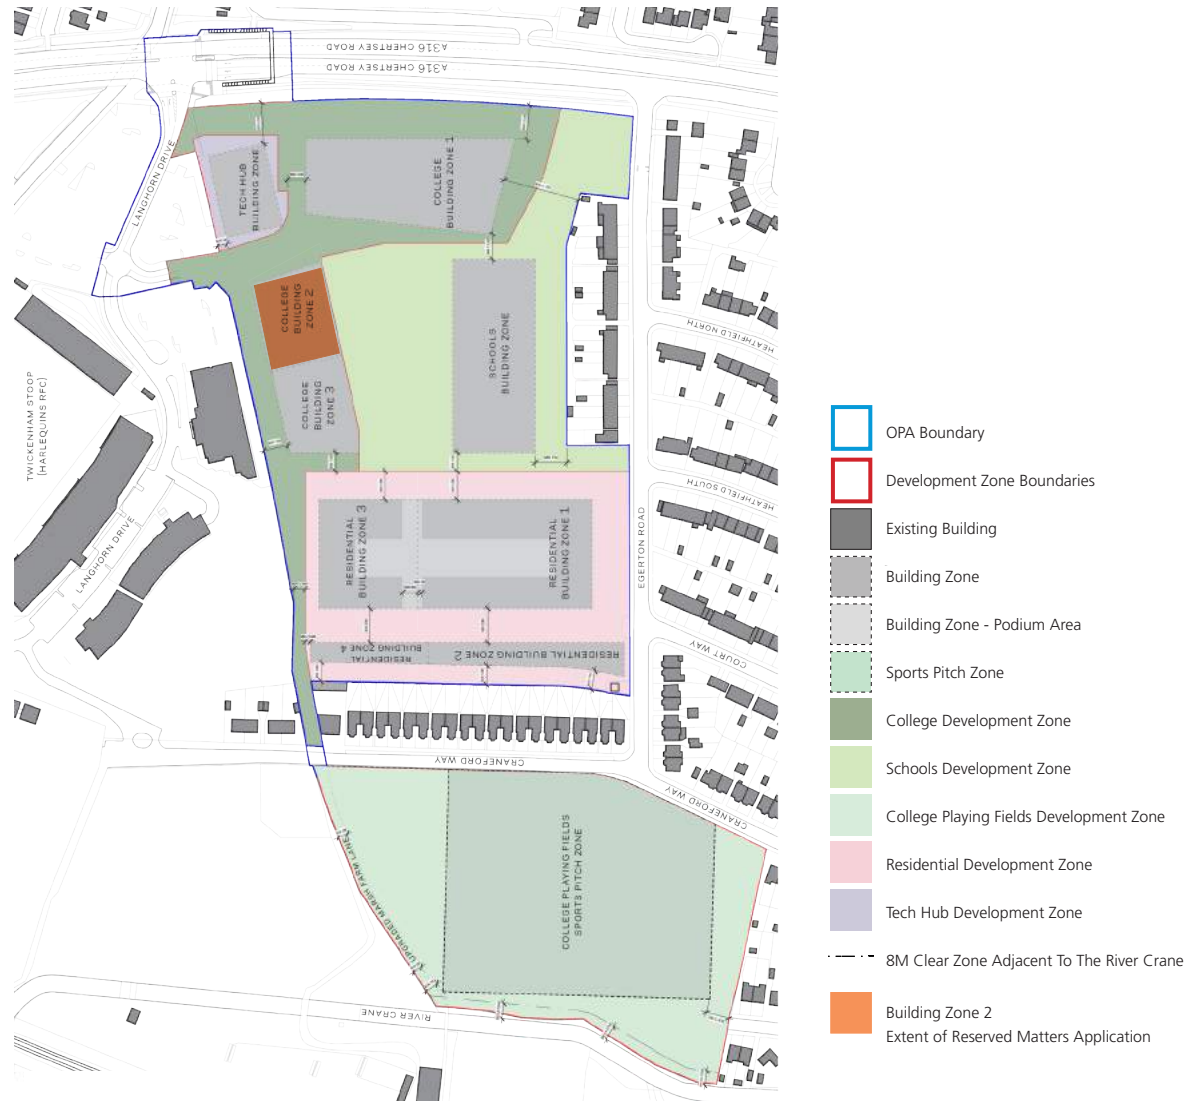 A316 CHERTSEY ROAD
A316 CHERTSEY ROAD
LANGHORN DRIVE
TECH HUB
BUILDING ZONE
COLLEGE
BUILDING ZONE 1
COLLEGE
BUILDING
ZONE 2
COLLEGE
BUILDING
ZONE 3
SCHOOLS
BUILDING ZONE
HEATHFIELD NORTH
TWICKENHAM STOOP
(HARLEQUINS RFC)
LANGHORN DRIVE
HEATHFIELD SOUTH
RESIDENTIAL
BUILDING ZONE 3
RESIDENTIAL
BUILDING ZONE 1
EGERTON ROAD
RESIDENTIAL
BUILDING ZONE 4
RESIDENTIAL BUILDING ZONE 2
COURT WAY
CRANEFORD WAY
CRANEFORD WAY
UPGRADED MARSH FARM LANE
COLLEGE PLAYING FIELDS
SPORTS PITCH ZONE
RIVER CRANE
OPA Boundary
Development Zone Boundaries
Existing Building
Building Zone
Building Zone - Podium Area
Sports Pitch Zone
College Development Zone
Schools Development Zone
College Playing Fields Development Zone
Residential Development Zone
Tech Hub Development Zone
8M Clear Zone Adjacent To The River Crane
Building Zone 2
Extent of Reserved Matters Application